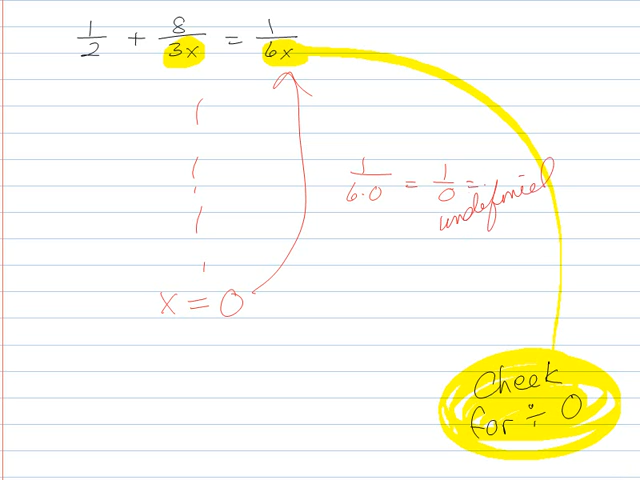 1/2 + 8/3x = 1/6x
1/6·0 = 1/0 =
undefined
x = 0
Check
for ÷ 0